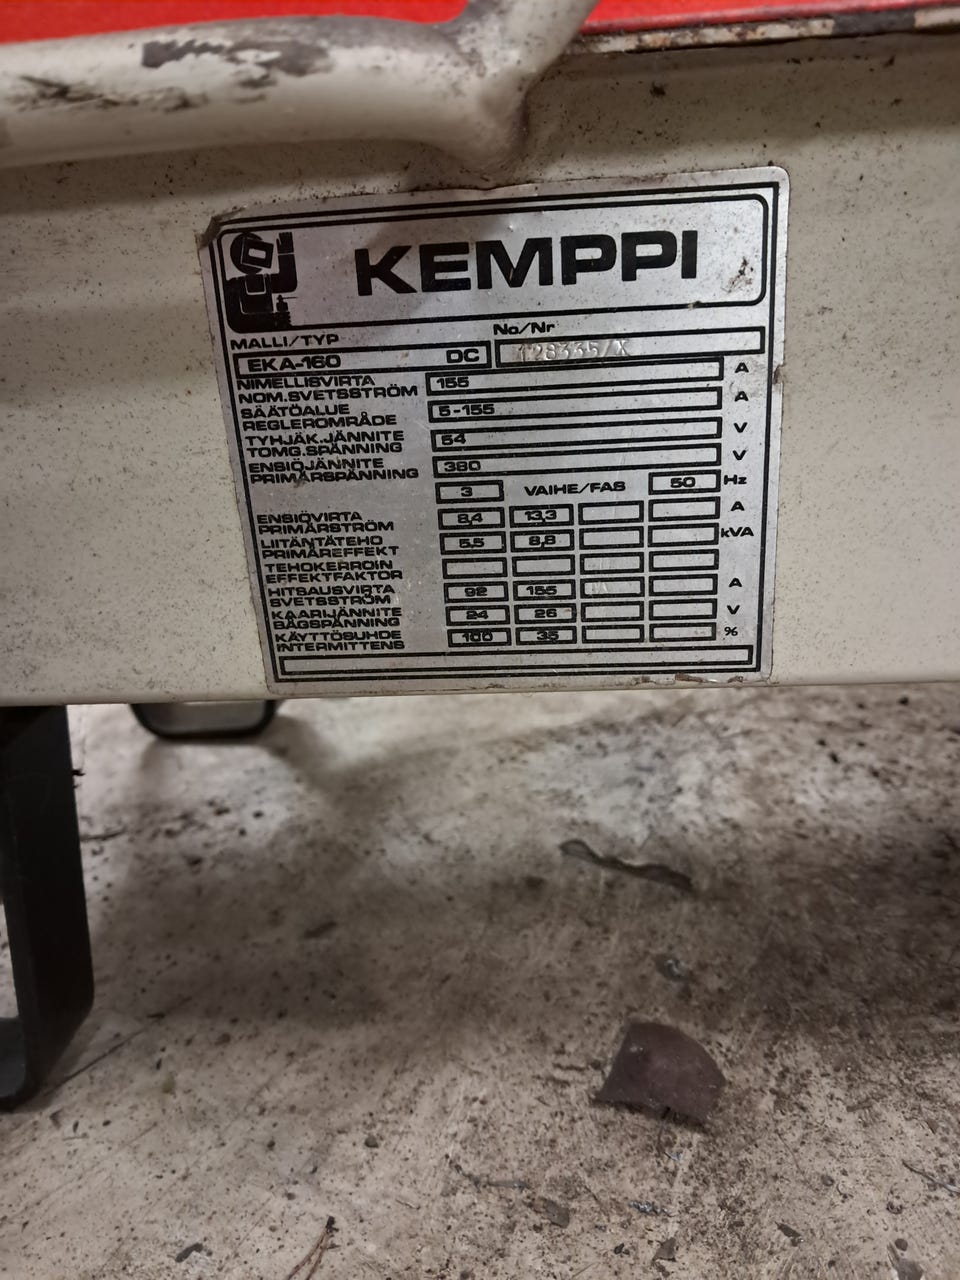 KEMPPI
MALLI/TYP No/Nr
EKA-160 DC 128335/X
NIMELLISVIRTA
NOM.SVETSSTRÖM 155 A
SÄÄTÖALUE
REGLEROMRÅDE 5-155 A
TYHJÄK.JÄNNITE
TOMG.SPÄNNING 54 V
ENSIÖJÄNNITE
PRIMÄRSPÄNNING 380 V
3 VAIHE/FAS 50 Hz
ENSIÖVIRTA
PRIMÄRSTRÖM 8,4 13,3 A
LIITÄNTÄTEHO
PRIMÄREFFEKT 5,5 8,8 kVA
TEHOKERROIN
EFFEKTFAKTOR
HITSAUSVIRTA
SVETSSTRÖM 92 155 A
KAARIJÄNNITE
BÅGSPÄNNING 24 26 V
KÄYTTÖSUHDE
INTERMITTENS 100 35 %